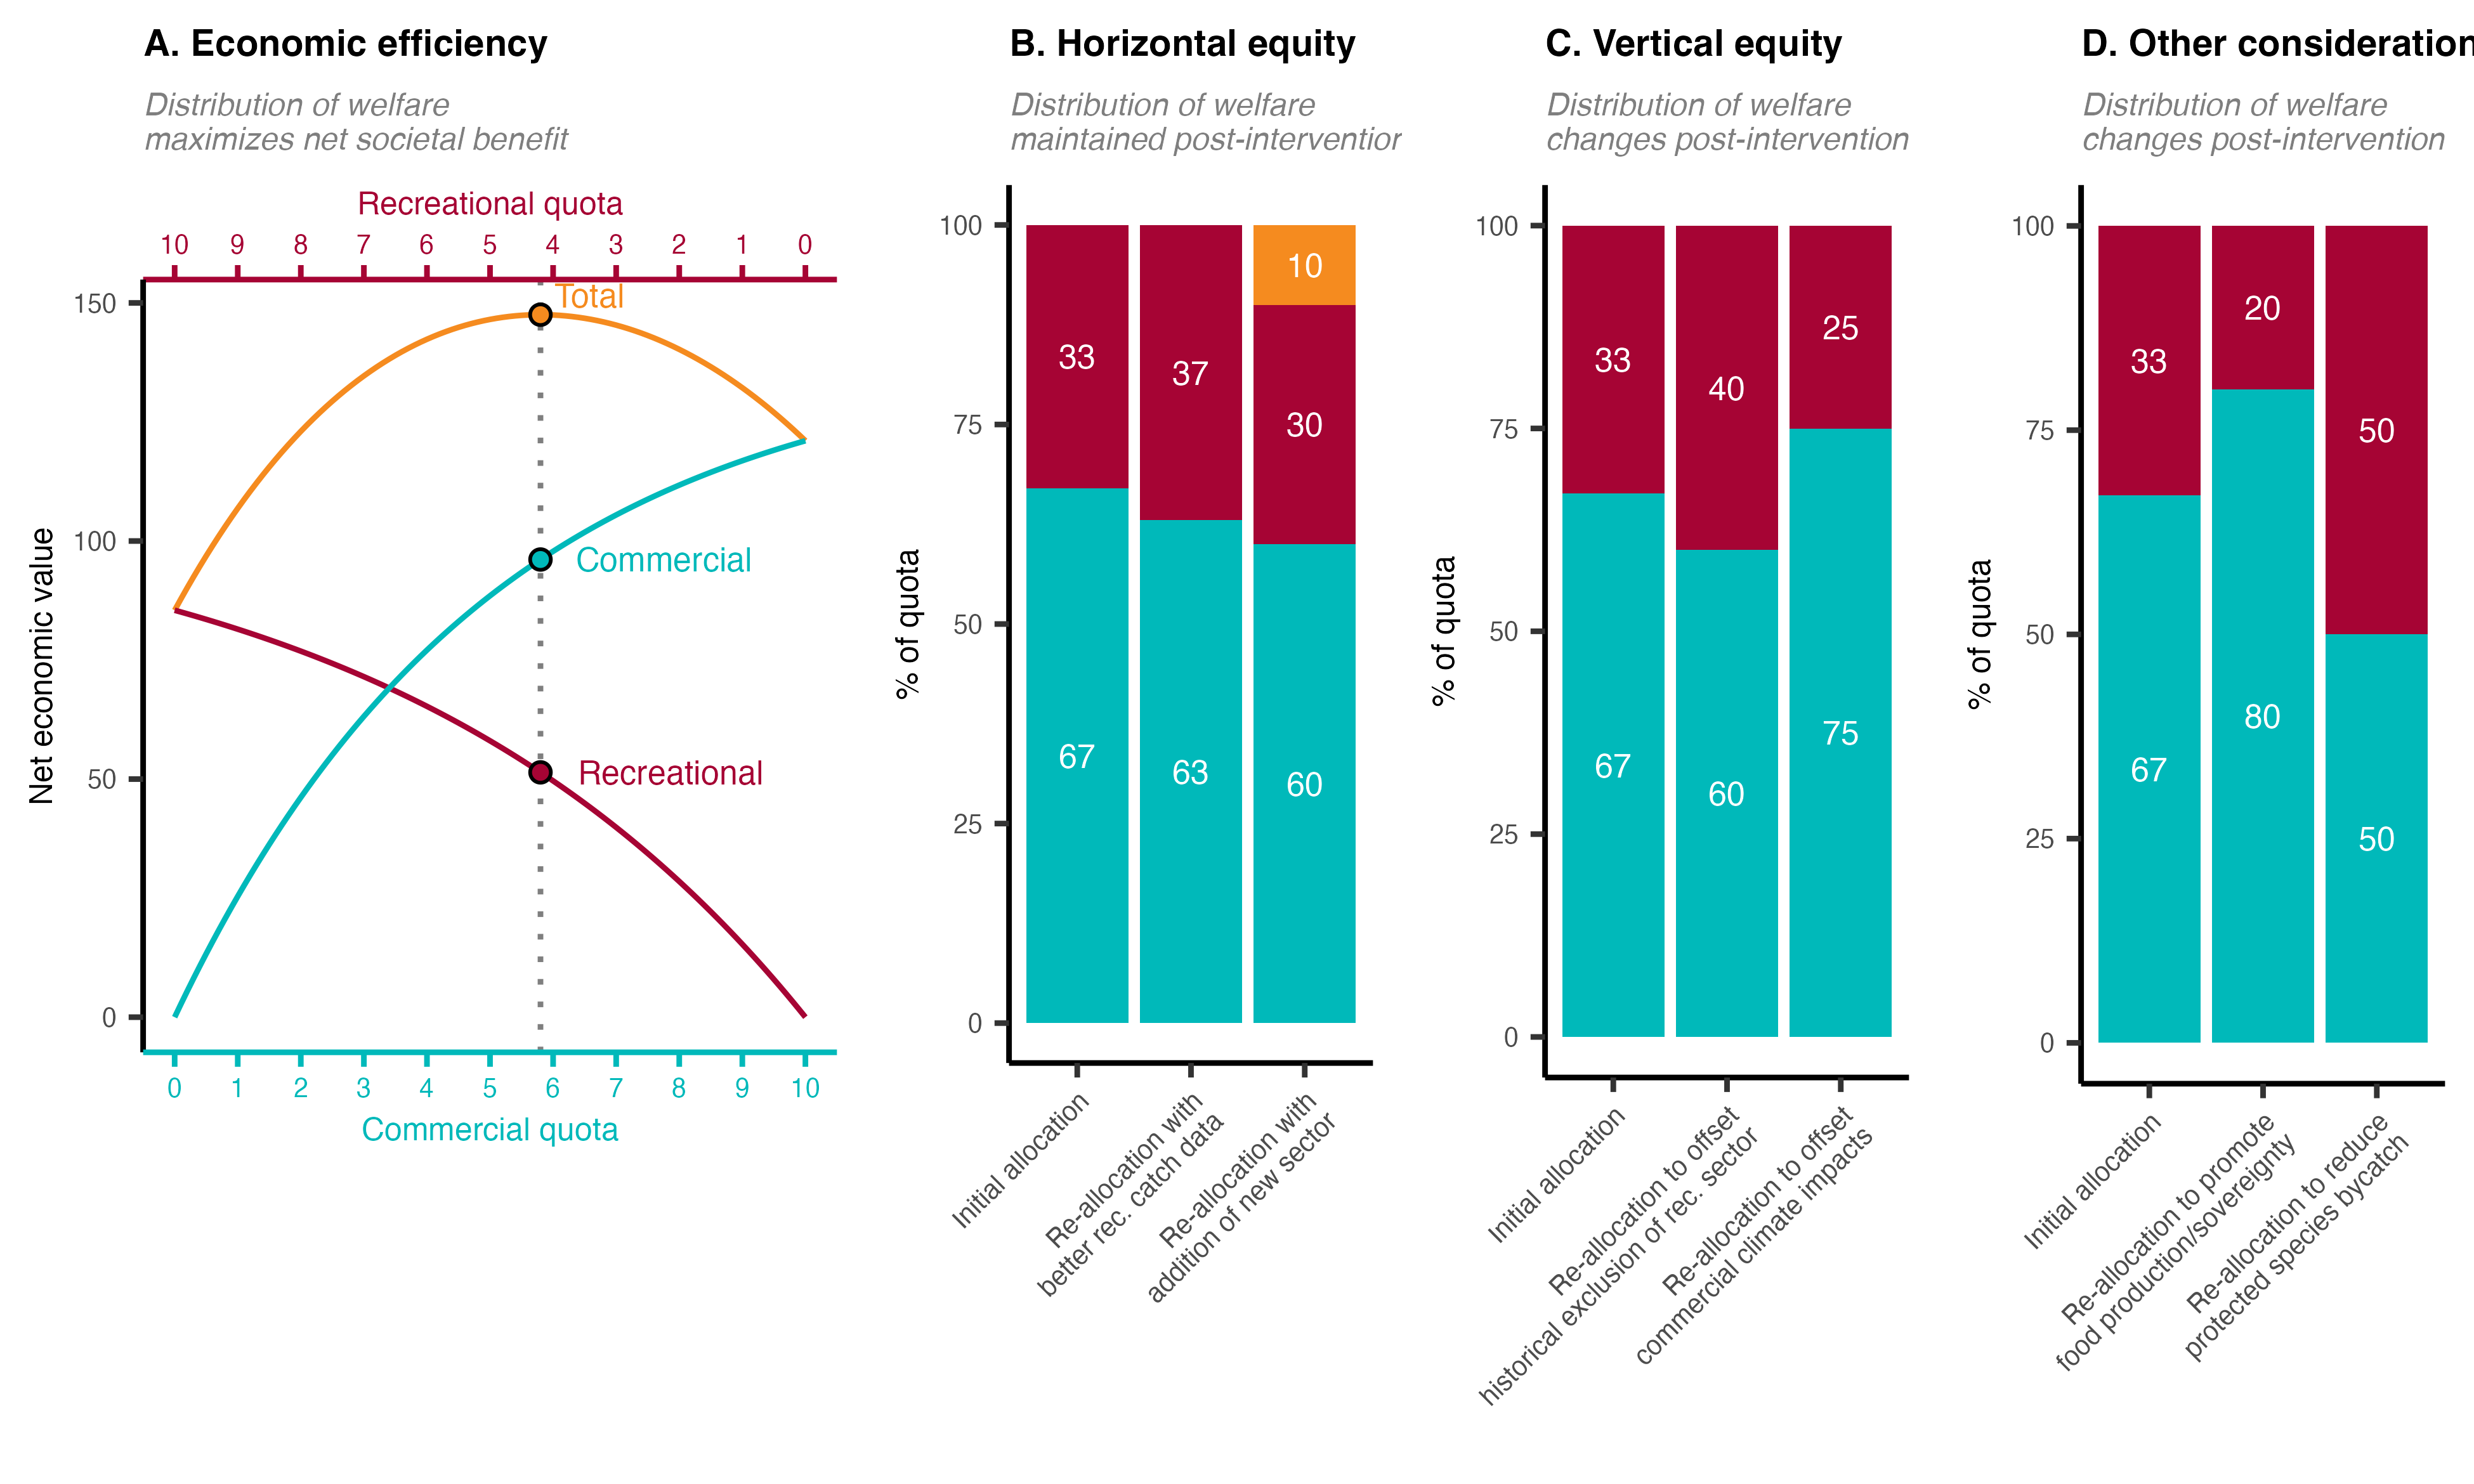 A. Economic efficiency
Distribution of welfare
maximizes net societal benefit
Recreational quota
10 9 8 7 6 5 4 3 2 1 0
Total
Commercial
Recreational
150
100
50
0
Net economic value
0 1 2 3 4 5 6 7 8 9 10
Commercial quota
B. Horizontal equity
Distribution of welfare
maintained post-interventior
% of quota
100
75
50
25
0
33
67
37
63
10
30
60
Initial allocation
Re-allocation with
better rec. catch data
Re-allocation with
addition of new sector
C. Vertical equity
Distribution of welfare
changes post-intervention
% of quota
100
75
50
25
0
33
67
40
60
25
75
Initial allocation
Re-allocation to offset
historical exclusion of rec. sector
Re-allocation to offset
commercial climate impacts
D. Other consideration
Distribution of welfare
changes post-intervention
% of quota
100
75
50
25
0
33
67
20
80
50
50
Initial allocation
Re-allocation to promote
food production/sovereignty
Re-allocation to reduce
protected species bycatch